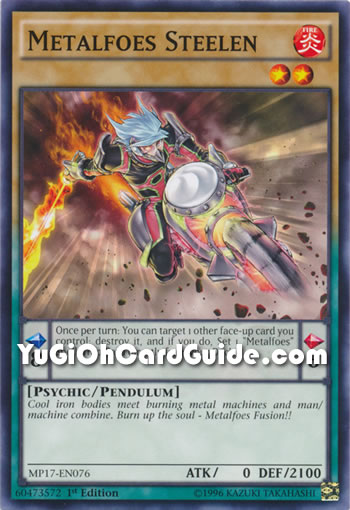 METALFOES STEELEN
FIRE
炎
Once per turn: You can target 1 other face-up card you
control; destroy it, and if you do, Set 1 "Metalfoes"
YuGiOhCardGuide.com
[PSYCHIC/PENDULUM]
Cool iron bodies meet burning metal machines and man/
machine combine. Burn up the soul - Metalfoes Fusion!!
MP17-EN076 ATK/ 0 DEF/2100
60473572 1st Edition ©1996 KAZUKI TAKAHASHI